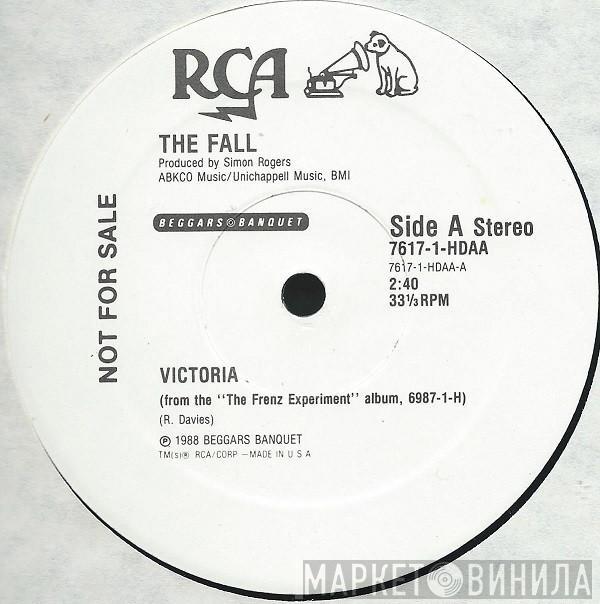 RCA
THE FALL
Produced by Simon Rogers
ABKCO Music/Unichappell Music, BMI
NOT FOR SALE
BEGGARS BANQUET
Side A Stereo
7617-1-HDAA
7617-1-HDAA-A
2:40
33⅓ RPM
VICTORIA
(from the "The Frenz Experiment" album, 6987-1-H)
(R. Davies)
℗ 1988 BEGGARS BANQUET
TM(S)® RCA/CORP —MADE IN U S A
МАРКЕТ ВИНИЛА